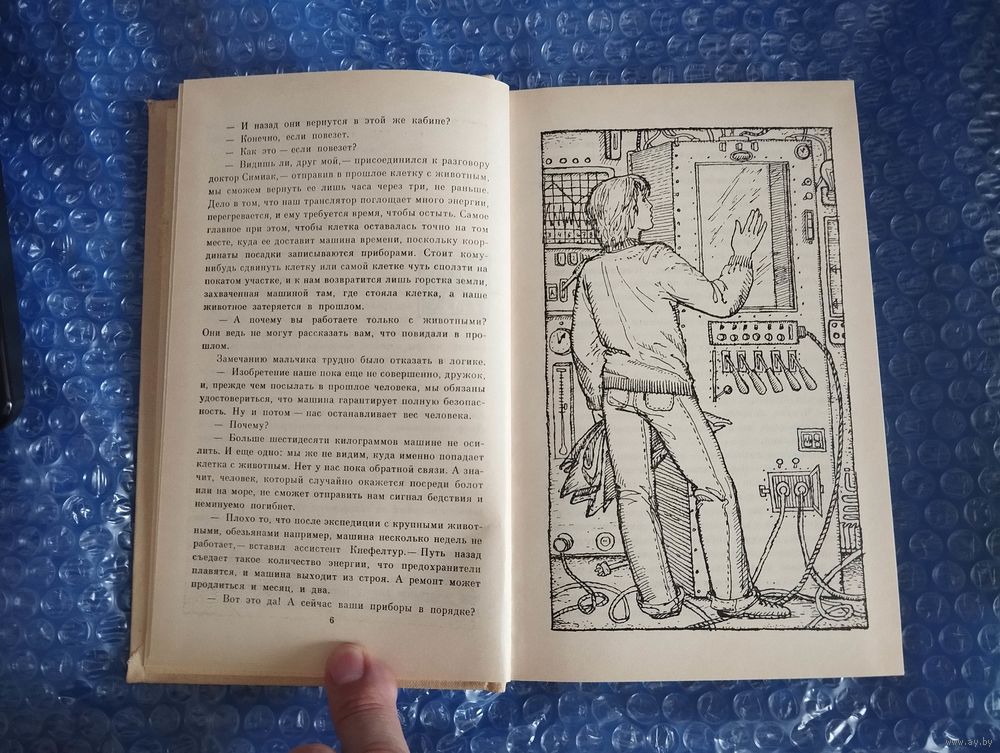 — И назад они вернутся в этой же кабине?
— Конечно, если повезет.
— Как это — если повезет?
— Видишь ли, друг мой,— присоединился к разговору
доктор Симиак,— отправив в прошлое клетку с животным,
мы сможем вернуть ее лишь часа через три, не раньше.
Дело в том, что наш транслятор поглощает много энергии,
перегревается, и ему требуется время, чтобы остыть. Самое
главное при этом, чтобы клетка оставалась точно на том
месте, куда ее доставит машина времени, поскольку коор-
динаты посадки записываются приборами. Стоит кому-
нибудь сдвинуть клетку или самой клетке чуть сползти на
покатом участке, и к нам возвратится лишь горстка земли,
захваченная машиной там, где стояла клетка, а наше
животное затеряется в прошлом.
— А почему вы работаете только с животными?
Они ведь не могут рассказать вам, что повидали в про-
шлом.
Замечанию мальчика трудно было отказать в логике.
— Изобретение наше пока еще не совершенно, дружок,
и, прежде чем посылать в прошлое человека, мы обязаны
удостовериться, что машина гарантирует полную безопас-
ность. Ну и потом — нас останавливает вес человека.
— Почему?
— Больше шестидесяти килограммов машине не оси-
лить. И еще одно: мы же не видим, куда именно попадает
клетка с животным. Нет у нас пока обратной связи. А зна-
чит, человек, который случайно окажется посреди болот
или на море, не сможет отправить нам сигнал бедствия и
неминуемо погибнет.
— Плохо то, что после экспедиции с крупными живот-
ными, обезьянами например, машина несколько недель не
работает,— вставил ассистент Кнефелтур.— Путь назад
съедает такое количество энергии, что предохранители
плавятся, и машина выходит из строя. А ремонт может
продлиться и месяц, и два.
— Вот это да! А сейчас ваши приборы в порядке?
6
www.ay.by